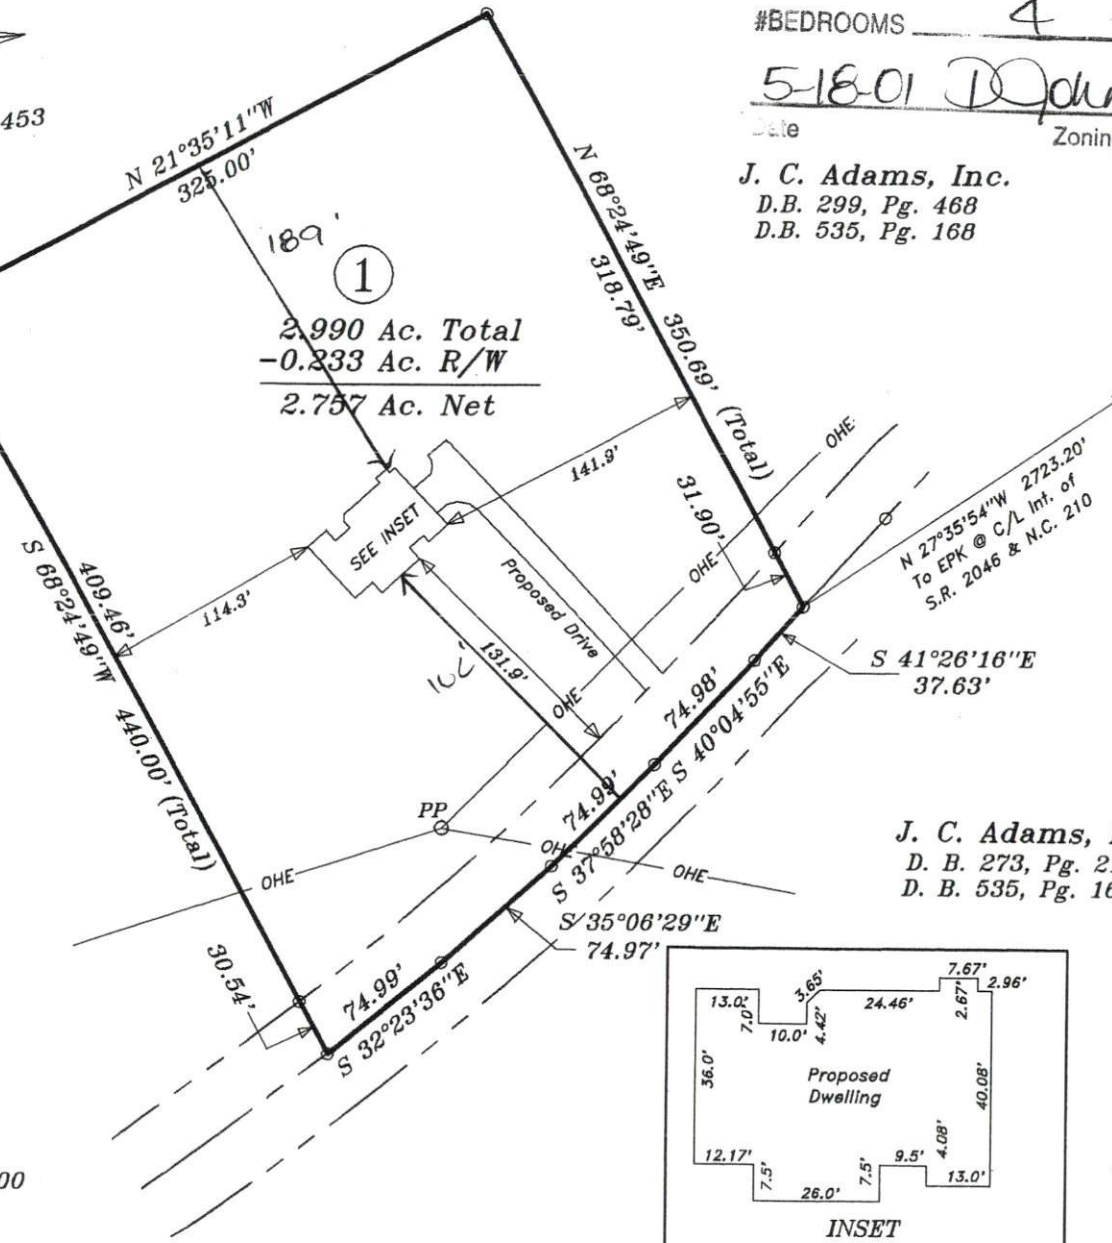 #BEDROOMS 4
5-18-01
Date Zonin
453
N 21°35'11"W
325.00'
J. C. Adams, Inc.
D.B. 299, Pg. 468
D.B. 535, Pg. 168
N 68°24'49"E 350.69' (Total)
318.79'
189'
1
2.990 Ac. Total
-0.233 Ac. R/W
2.757 Ac. Net
141.9'
OHE
SEE INSET
114.3'
Proposed Drive
31.90'
OHE
N 27°35'54"W 2723.20'
To EPK @ C/L Int. of
S.R. 2046 & N.C. 210
409.46'
S 68°24'49"W 440.00' (Total)
131.9'
OHE
S 41°26'16"E
37.63'
74.98'
S 40°04'55"E
74.99'
S 37°58'28"E
PP
OHE
OH
OHE
J. C. Adams,
D. B. 273, Pg. 2
D. B. 535, Pg. 16
S 35°06'29"E
74.97'
30.54'
74.99'
S 32°23'36"E
00
7.67'
13.0' 3.65' 24.46' 2.67' 2.96'
7.0' 10.0' 4.42'
36.0' Proposed 40.08'
Dwelling
12.17' 7.5' 7.5' 9.5' 4.08'
26.0' 13.0'
INSET